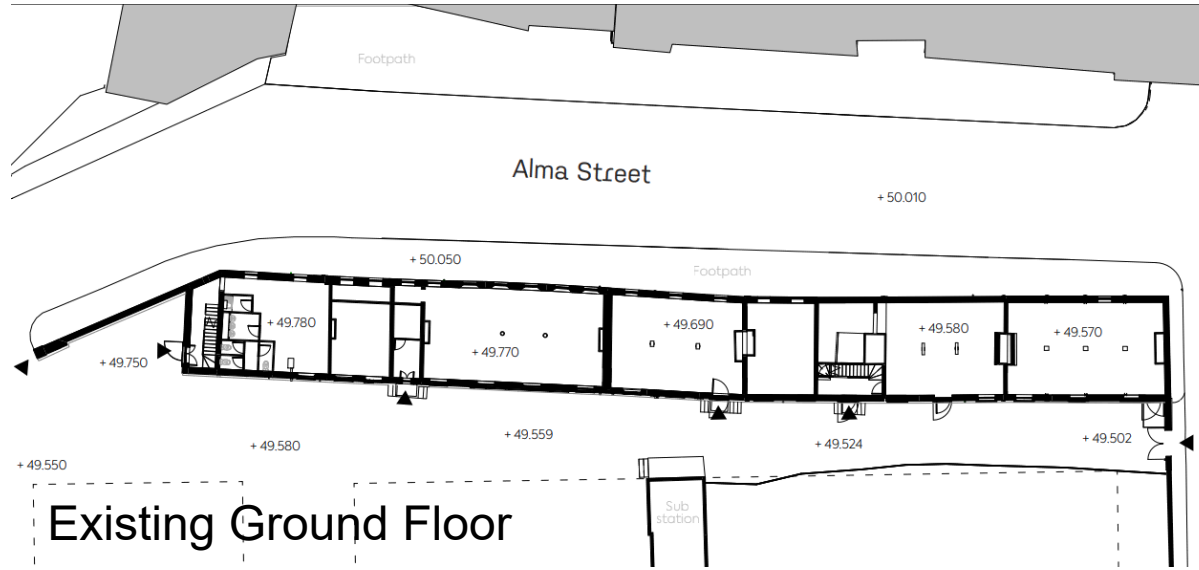 Footpath
Alma Street
+ 50.010
+ 50.050
Footpath
+ 49.780
+ 49.690
+ 49.580
+ 49.570
+ 49.770
+ 49.750
+ 49.559
+ 49.580
+ 49.524
+ 49.502
+ 49.550
Sub
station
Existing Ground Floor